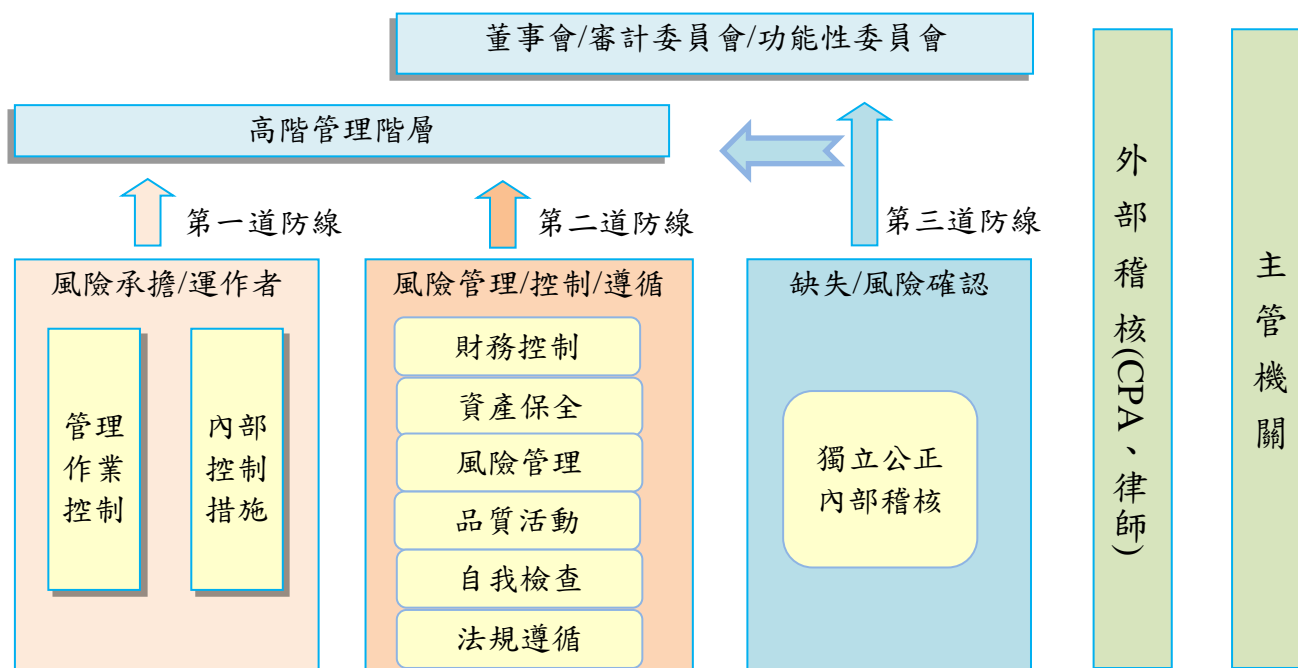 董事會/審計委員會/功能性委員會
高階管理階層
第一道防線
第二道防線
第三道防線
風險承擔/運作者
管理
作業
控制
內部
控制
措施
風險管理/控制/遵循
財務控制
資產保全
風險管理
品質活動
自我檢查
法規遵循
缺失/風險確認
獨立公正
內部稽核
外部稽核(CPA、律師)
主管機關